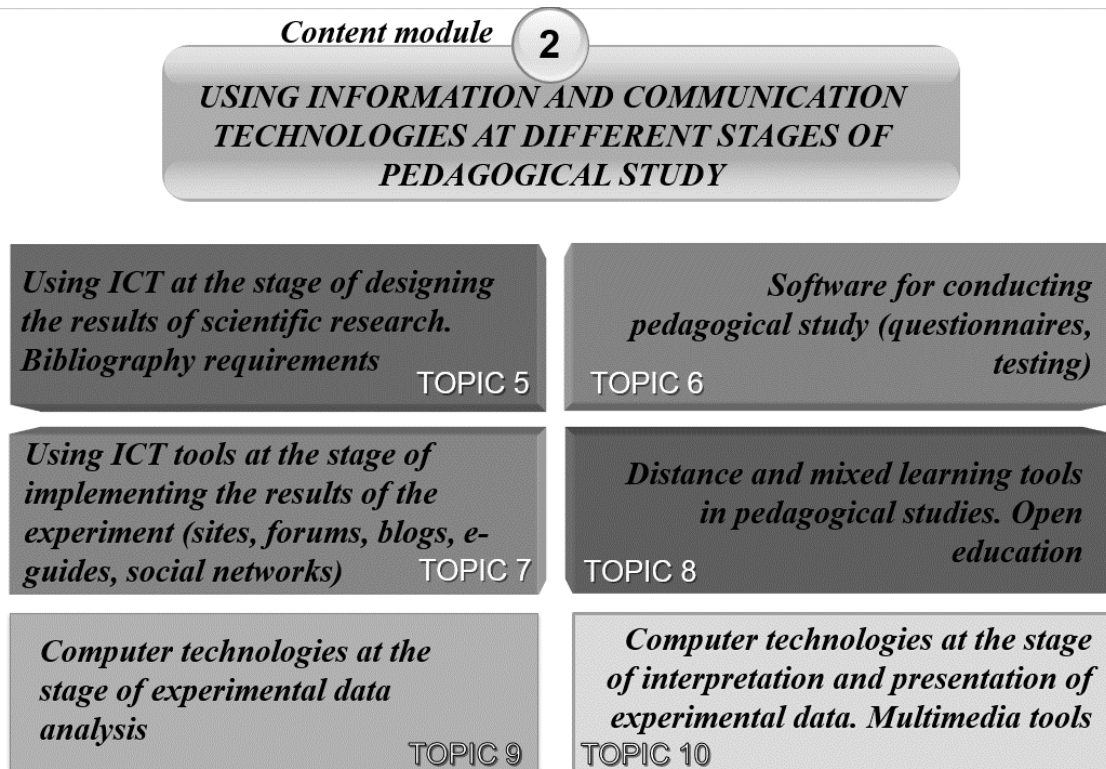 Content module
2
USING INFORMATION AND COMMUNICATION
TECHNOLOGIES AT DIFFERENT STAGES OF
PEDAGOGICAL STUDY
Using ICT at the stage of designing
the results of scientific research.
Bibliography requirements
TOPIC 5
Software for conducting
pedagogical study (questionnaires,
testing)
TOPIC 6
Using ICT tools at the stage of
implementing the results of the
experiment (sites, forums, blogs, e-
guides, social networks)
TOPIC 7
Distance and mixed learning tools
in pedagogical studies. Open
education
TOPIC 8
Computer technologies at the
stage of experimental data
analysis
TOPIC 9
Computer technologies at the stage
of interpretation and presentation of
experimental data. Multimedia tools
TOPIC 10